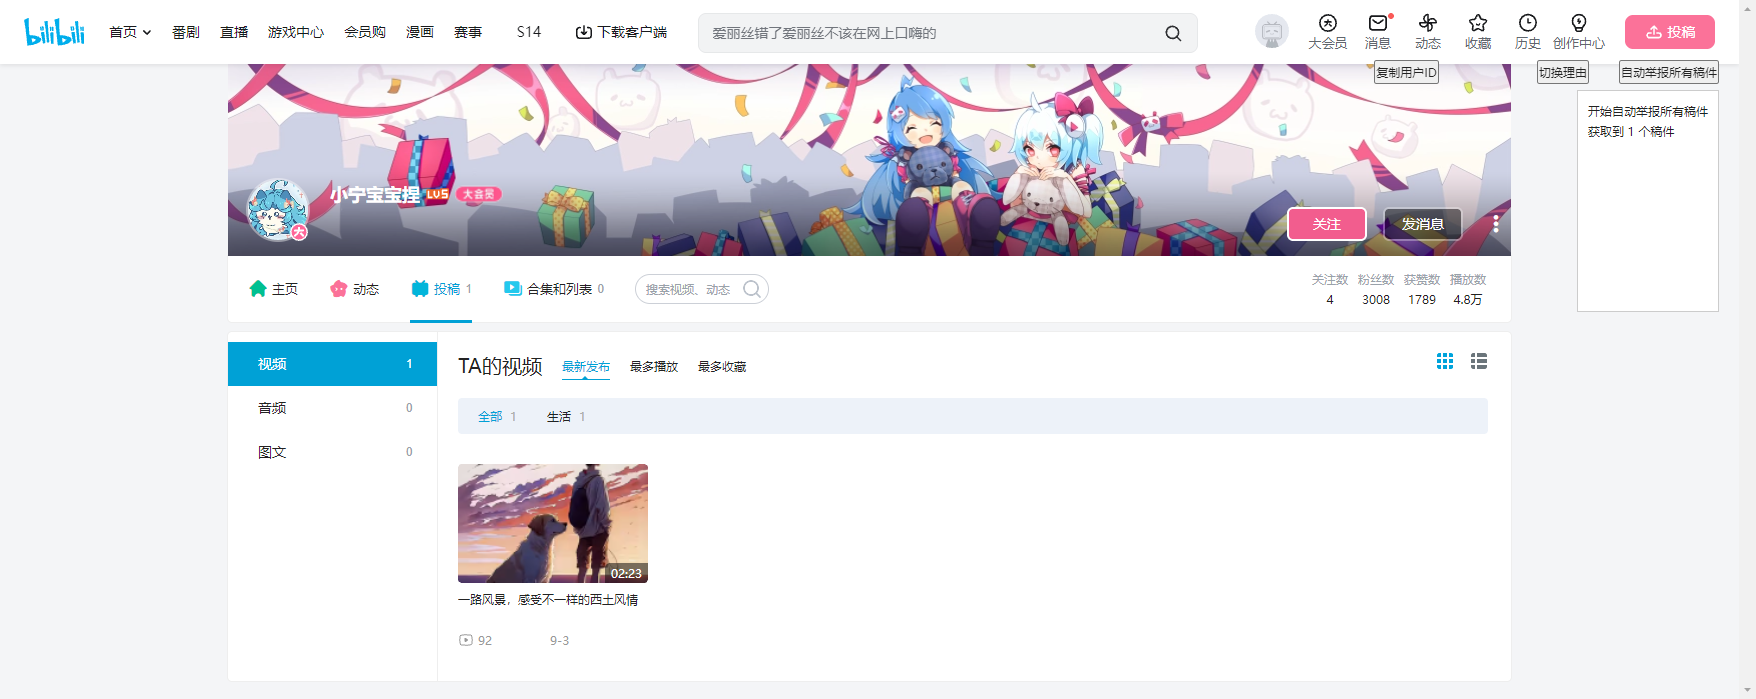 bilibili 首页 番剧 直播 游戏中心 会员购 漫画 赛事 S14 下载客户端 爱丽丝错了爱丽丝不该在网上口嗨的 大会员 消息 动态 收藏 历史 创作中心 投稿
复制用户ID 切换理由 自动举报所有稿件
开始自动举报所有稿件
获取到 1 个稿件
小宁宝宝捏 LV5 大会员
大
关注 发消息
主页 动态 投稿 1 合集和列表 0 搜索视频、动态
关注数 粉丝数 获赞数 播放数
4 3008 1789 4.8万
视频 1
音频 0
图文 0
TA的视频 最新发布 最多播放 最多收藏
全部 1 生活 1
02:23
一路风景，感受不一样的西土风情
92 9-3